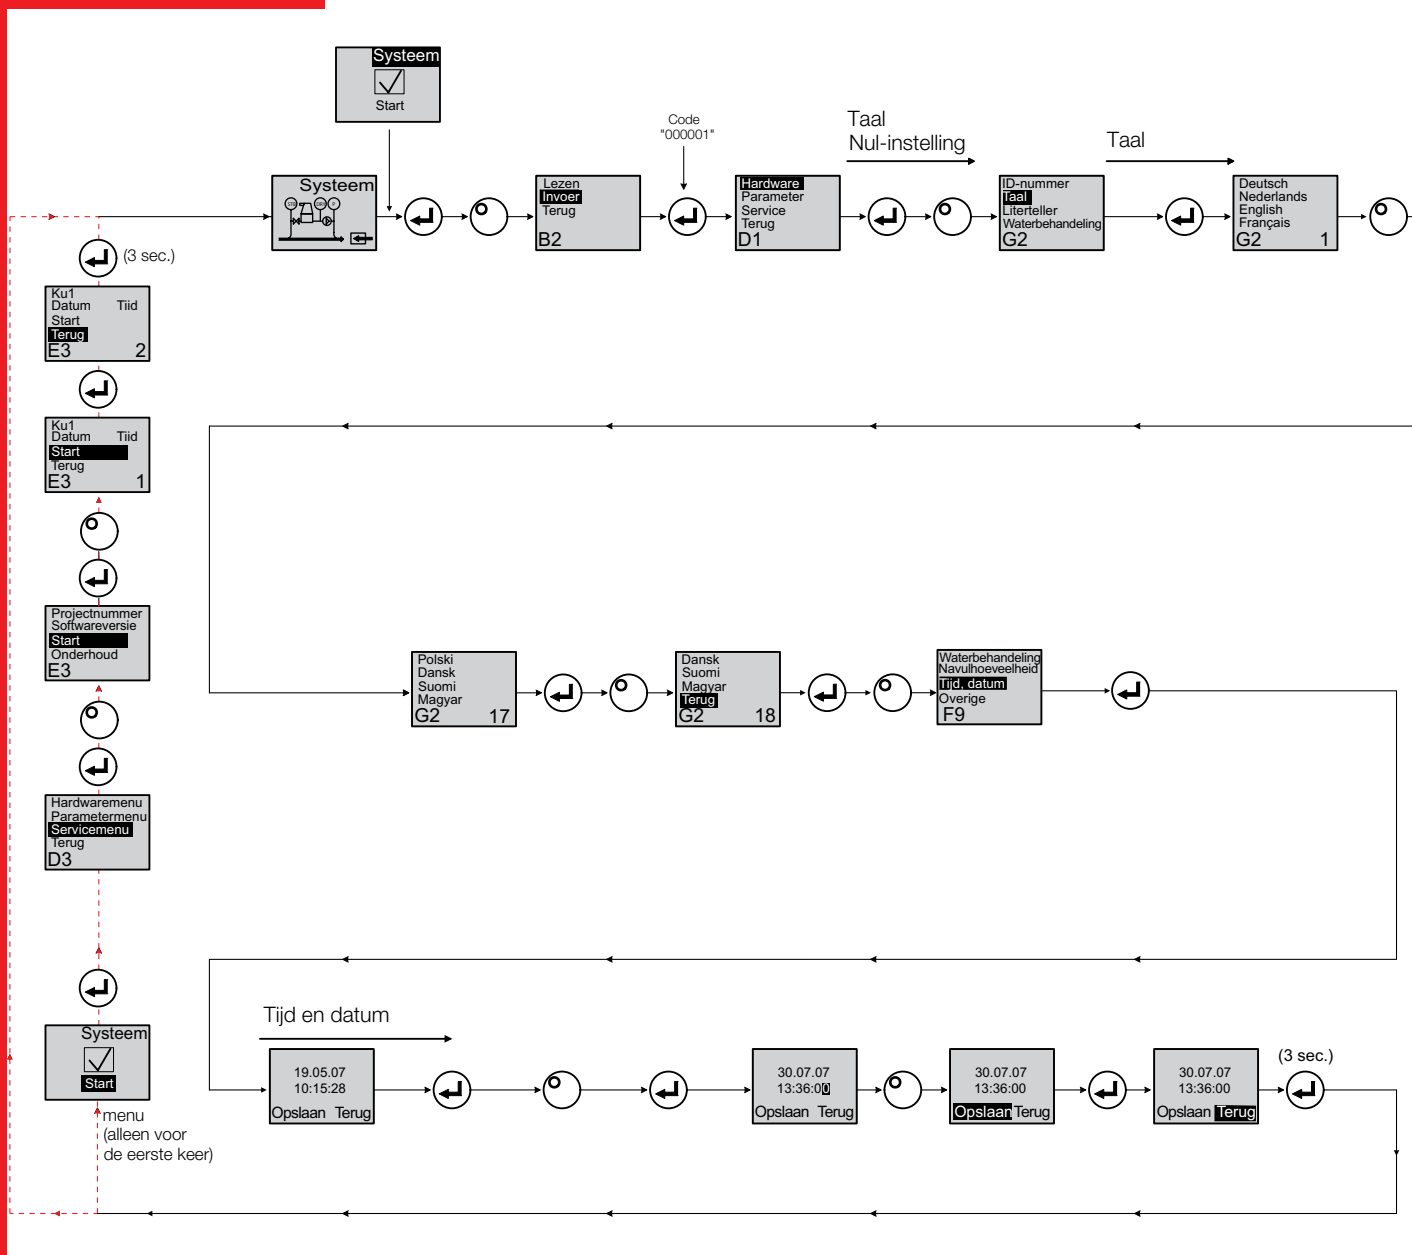 Systeem
Start
Code
"000001"
Taal
Nul-instelling
Taal
Systeem
STB
DRN
P
Lezen
Invoer
Terug
B2
Hardware
Parameter
Service
Terug
D1
ID-nummer
Taal
Literteller
Waterbehandeling
G2
Deutsch
Nederlands
English
Français
G2 1
(3 sec.)
Ku1
Datum Tiid
Start
Terug
E3 2
Ku1
Datum Tiid
Start
Terug
E3 1
Projectnummer
Softwareversie
Start
Onderhoud
E3
Polski
Dansk
Suomi
Magyar
G2 17
Dansk
Suomi
Magyar
Terug
G2 18
Waterbehandeling
Navulhoeveelheid
Tijd, datum
Overige
F9
Hardwaremenu
Parametermenu
Servicemenu
Terug
D3
Systeem
Start
menu
(alleen voor
de eerste keer)
Tijd en datum
19.05.07
10:15:28
Opslaan Terug
30.07.07
13:36:00
Opslaan Terug
30.07.07
13:36:00
Opslaan Terug
30.07.07
13:36:00
Opslaan Terug
(3 sec.)